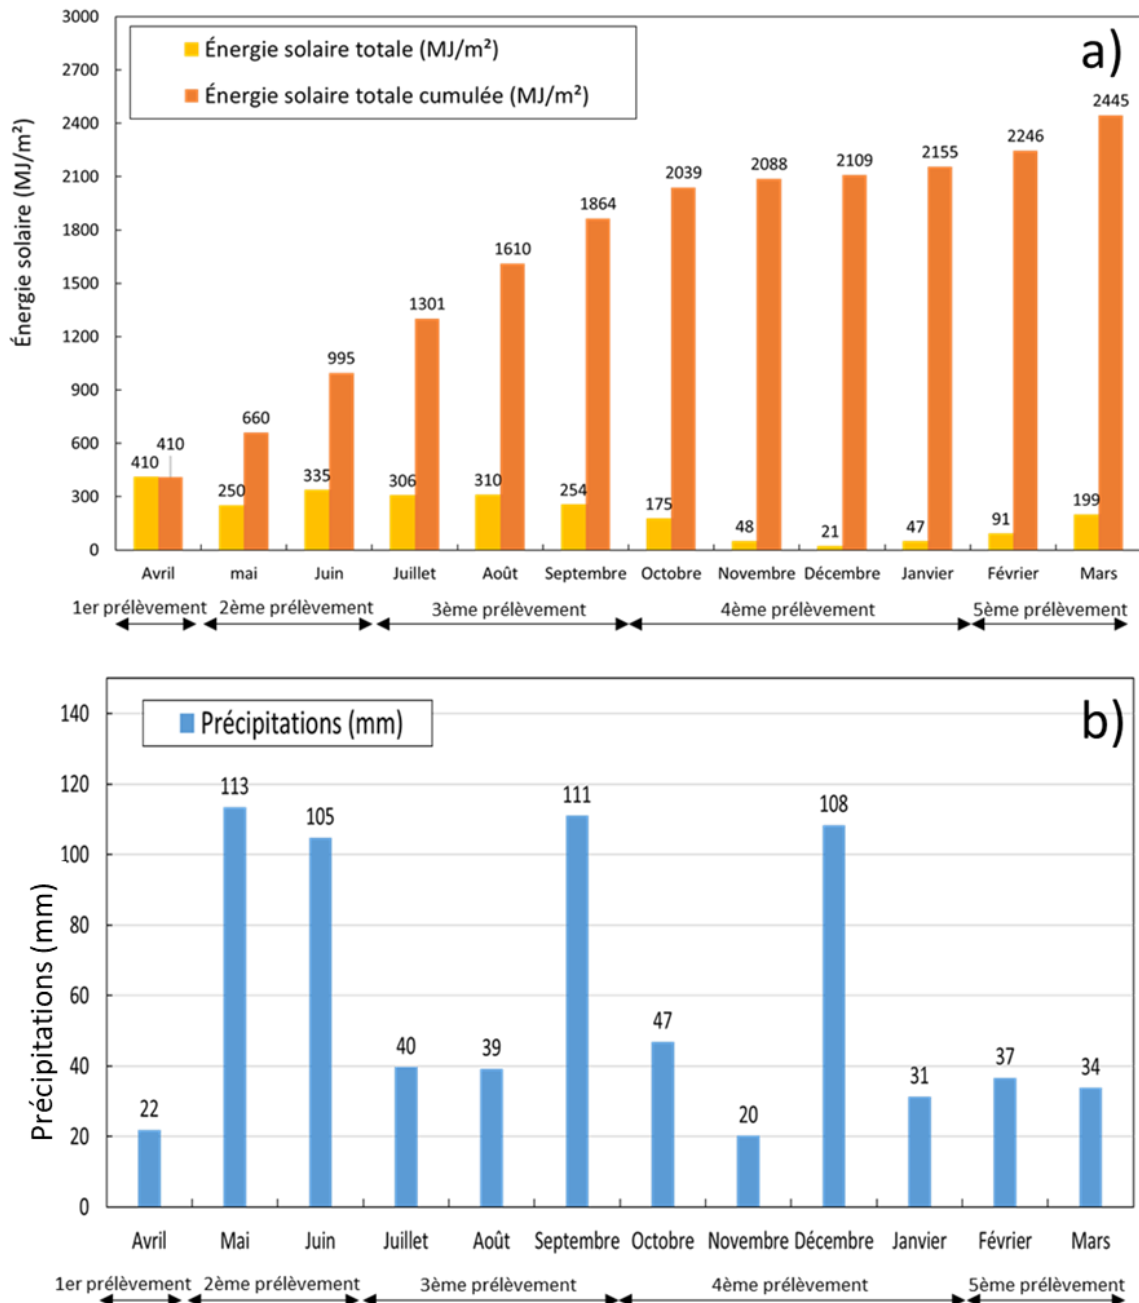 a)
Énergie solaire totale (MJ/m²)
Énergie solaire totale cumulée (MJ/m²)
Énergie solaire (MJ/m²)
3000
2700
2400
2100
1800
1500
1200
900
600
300
0
410 410 250 660 335 995 306 1301 310 1610 254 1864 175 2039 48 2088 21 2109 47 2155 91 2246 199 2445
Avril mai Juin Juillet Août Septembre Octobre Novembre Décembre Janvier Février Mars
1er prélèvement 2ème prélèvement 3ème prélèvement 4ème prélèvement 5ème prélèvement
b)
Précipitations (mm)
Précipitations (mm)
140
120
100
80
60
40
20
0
22 113 105 40 39 111 47 20 108 31 37 34
Avril Mai Juin Juillet Août Septembre Octobre Novembre Décembre Janvier Février Mars
1er prélèvement 2ème prélèvement 3ème prélèvement 4ème prélèvement 5ème prélèvement